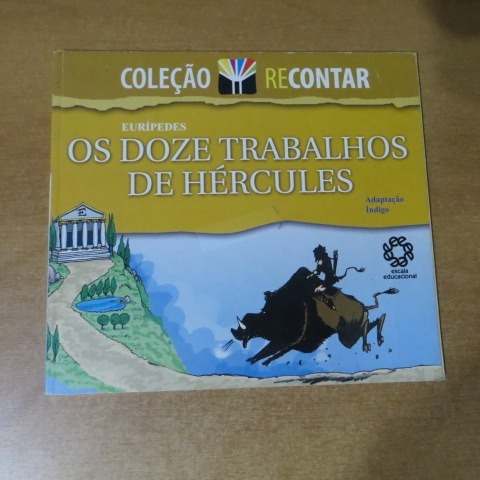 COLEÇÃO RECONTAR
EURÍPEDES
OS DOZE TRABALHOS
DE HÉRCULES
Adaptação
Índigo
escala
educacional